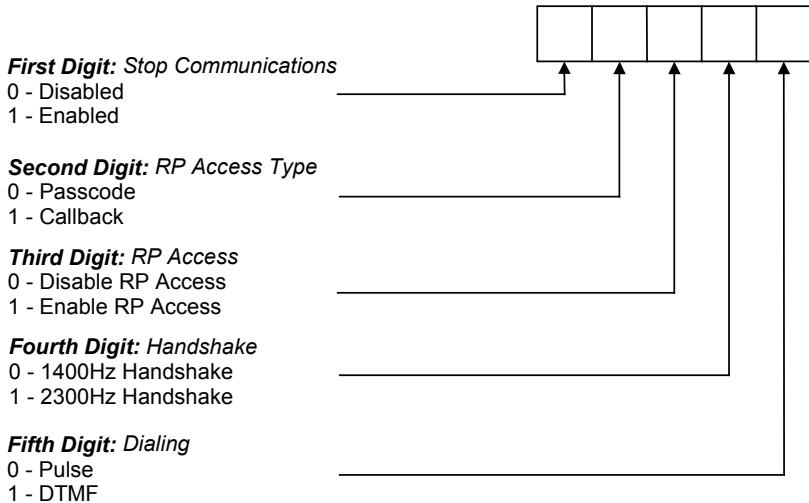 First Digit: Stop Communications
0 - Disabled
1 - Enabled
Second Digit: RP Access Type
0 - Passcode
1 - Callback
Third Digit: RP Access
0 - Disable RP Access
1 - Enable RP Access
Fourth Digit: Handshake
0 - 1400Hz Handshake
1 - 2300Hz Handshake
Fifth Digit: Dialing
0 - Pulse
1 - DTMF